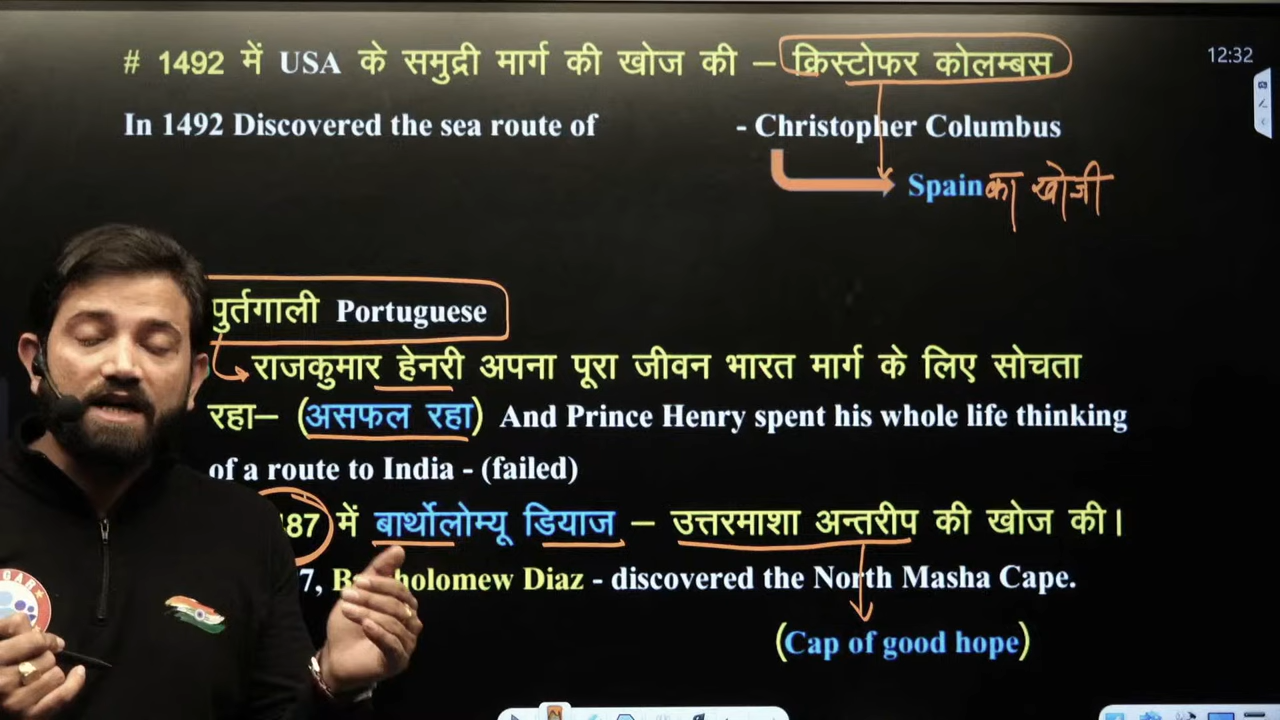 # 1492 में USA के समुद्री मार्ग की खोज की – क्रिस्टोफर कोलम्बस
12:32
In 1492 Discovered the sea route of - Christopher Columbus
Spain का खोजी
पुर्तगाली Portuguese
राजकुमार हेनरी अपना पूरा जीवन भारत मार्ग के लिए सोचता
रहा– (असफल रहा) And Prince Henry spent his whole life thinking
of a route to India - (failed)
87 में बार्थोलोम्यू डियाज – उत्तरमाशा अन्तरीप की खोज की।
7, Diaz - discovered the North Masha Cape.
(Cap of good hope)